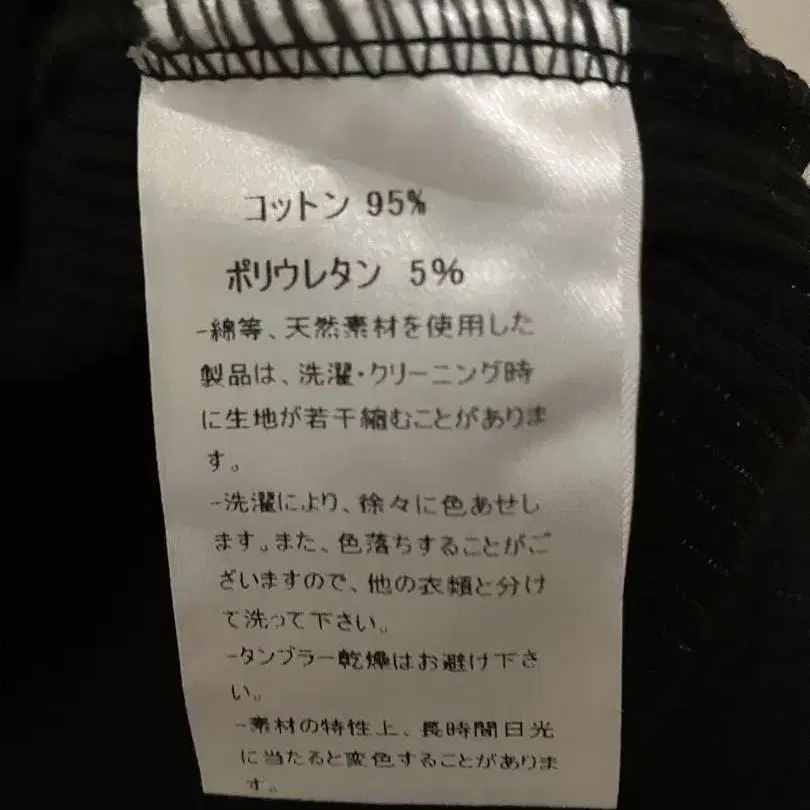 コットン 95%
ポリウレタン 5%
-綿等、天然素材を使用した
製品は、洗濯・クリーニング時
に生地が若干縮むことがありま
す。
-洗濯により、徐々に色あせし
ます。また、色落ちすることがご
ざいますので、他の衣類と分け
て洗って下さい。
-タンブラー乾燥はお避け下さ
い。
-素材の特性上、長時間日光
に当たると変色することがありま
す。